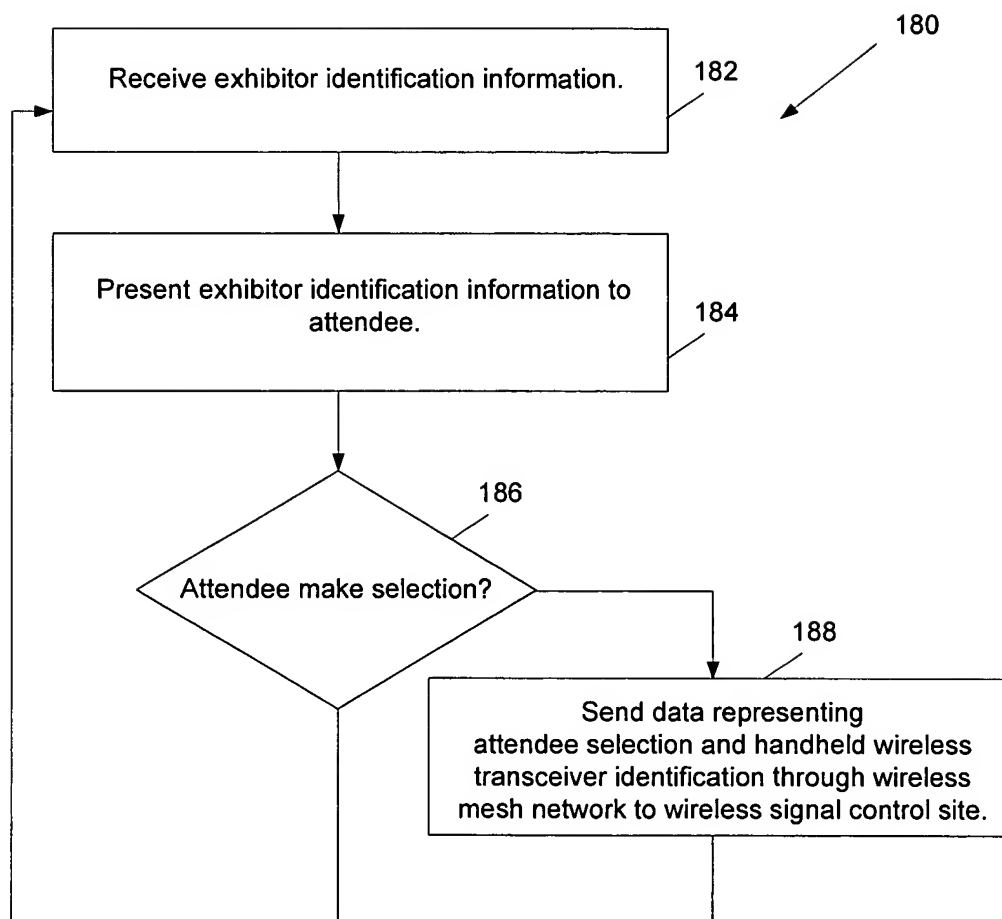 180
Receive exhibitor identification information.
182
Present exhibitor identification information to
attendee.
184
186
Attendee make selection?
188
Send data representing
attendee selection and handheld wireless
transceiver identification through wireless
mesh network to wireless signal control site.